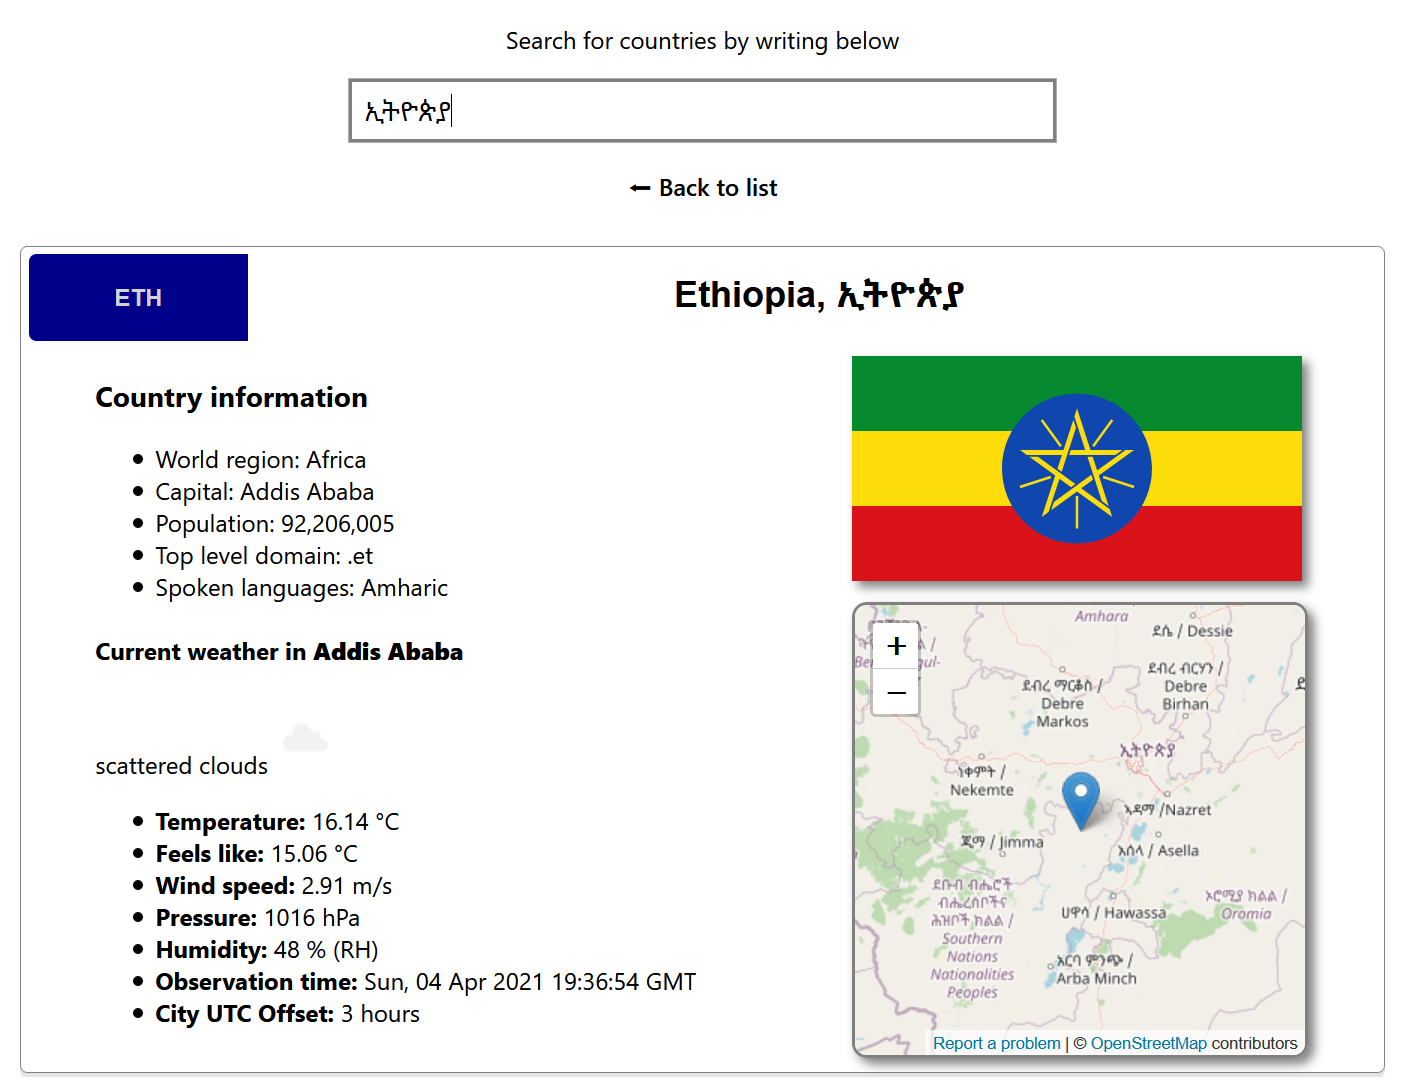 Search for countries by writing below
ኢትዮጵያ
← Back to list
ETH
Ethiopia, ኢትዮጵያ
Country information
• World region: Africa
• Capital: Addis Ababa
• Population: 92,206,005
• Top level domain: .et
• Spoken languages: Amharic
Current weather in Addis Ababa
scattered clouds
• Temperature: 16.14 °C
• Feels like: 15.06 °C
• Wind speed: 2.91 m/s
• Pressure: 1016 hPa
• Humidity: 48 % (RH)
• Observation time: Sun, 04 Apr 2021 19:36:54 GMT
• City UTC Offset: 3 hours
+
−
Amhara
ደሴ / Dessie
ደብረ ብርሃን /
Debre
Birhan
ደብረ ማርቆስ /
Debre
Markos
ኢትዮጵያ
ነቀምት /
Nekemte
አዳማ /Nazret
ጂማ / Jimma
አሰላ / Asella
ደቡብ ብሔሮች
ብሔረሰቦችና
ሕዝቦች ክልል /
Southern
Nations
Nationalities
Peoples
ኦሮሚያ ክልል /
Oromia
ሀዋሳ / Hawassa
አርባ ምንጭ /
Arba Minch
Report a problem | © OpenStreetMap contributors